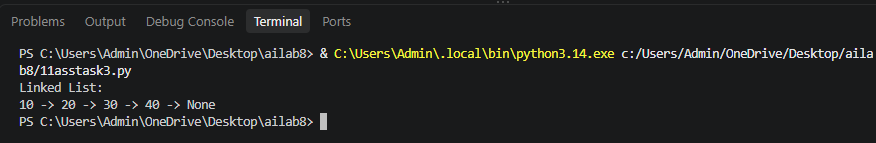 Problems Output Debug Console Terminal Ports
PS C:\Users\Admin\OneDrive\Desktop\ailab8> & C:\Users\Admin\.local\bin\python3.14.exe c:/Users/Admin/OneDrive/Desktop/aila
b8/11asstask3.py
Linked List:
10 -> 20 -> 30 -> 40 -> None
PS C:\Users\Admin\OneDrive\Desktop\ailab8>